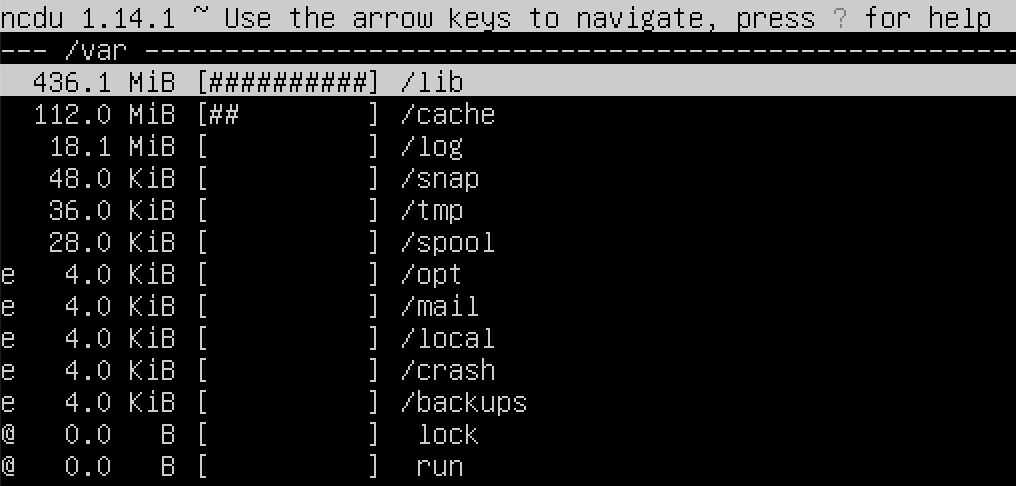 ncdu 1.14.1 ~ Use the arrow keys to navigate, press ? for help
--- /var -------------------------------------------------------
  436.1 MiB [##########] /lib
  112.0 MiB [##        ] /cache
   18.1 MiB [          ] /log
   48.0 KiB [          ] /snap
   36.0 KiB [          ] /tmp
   28.0 KiB [          ] /spool
e   4.0 KiB [          ] /opt
e   4.0 KiB [          ] /mail
e   4.0 KiB [          ] /local
e   4.0 KiB [          ] /crash
e   4.0 KiB [          ] /backups
@   0.0   B [          ]  lock
@   0.0   B [          ]  run